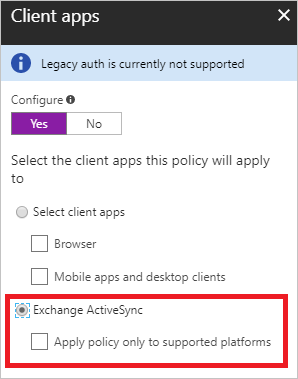 Client apps
Legacy auth is currently not supported
Configure
Yes No
Select the client apps this policy will apply
to
Select client apps
Browser
Mobile apps and desktop clients
Exchange ActiveSync
Apply policy only to supported platforms